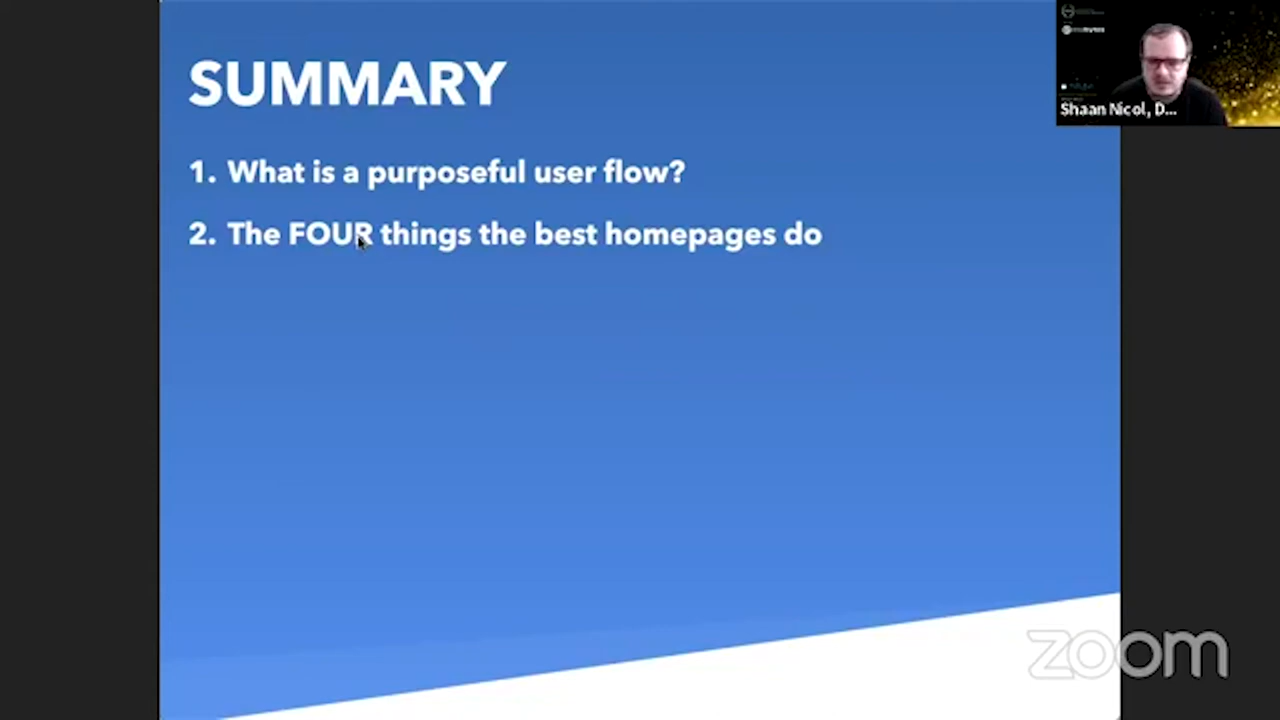 SUMMARY
1. What is a purposeful user flow?
2. The FOUR things the best homepages do
Shaan Nicol, D...
zoom